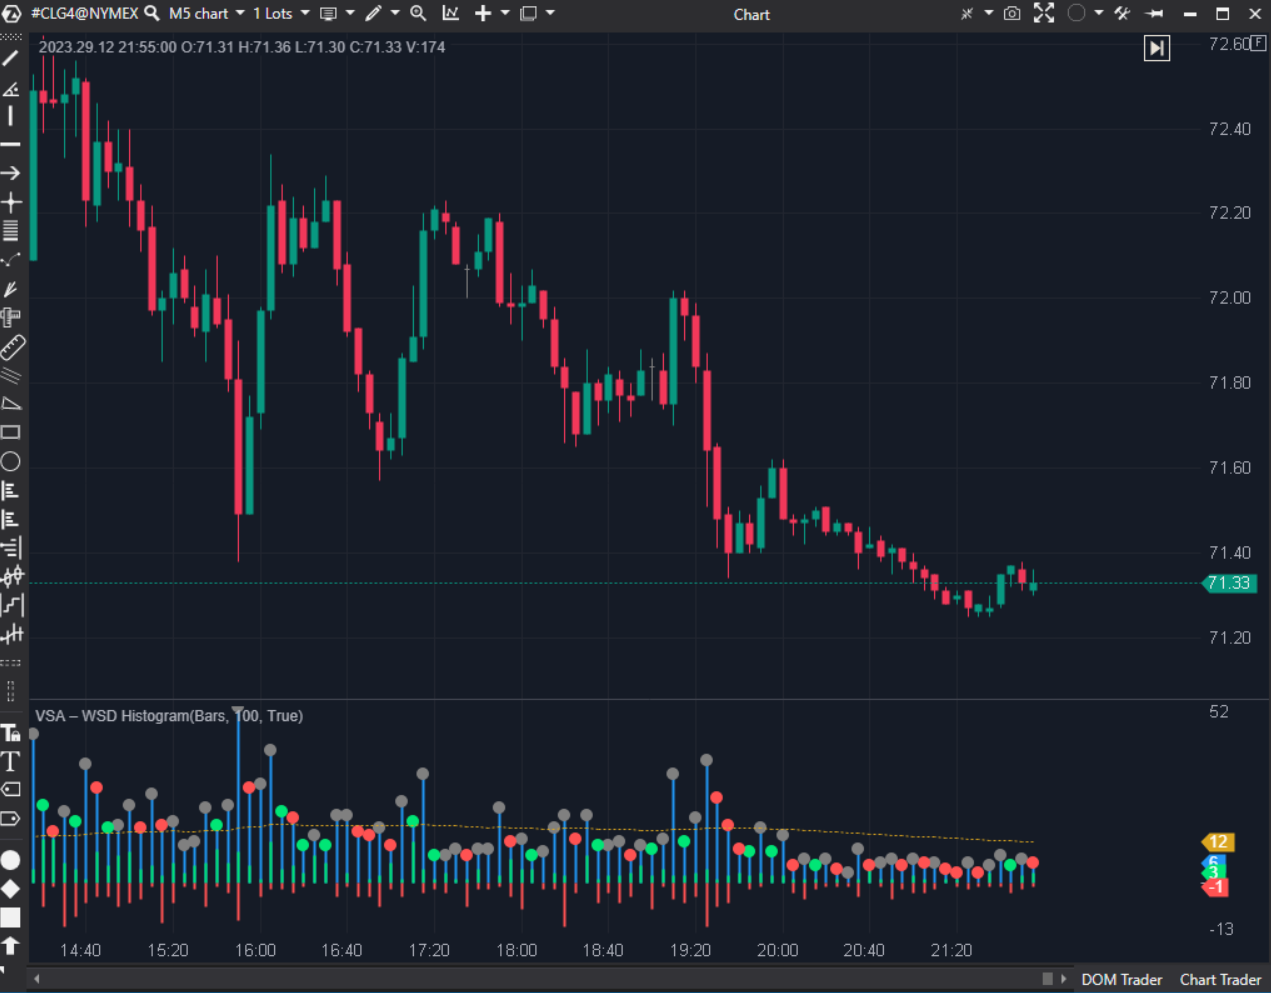 #CLG4@NYMEX M5 chart 1 Lots Chart
2023.29.12 21:55:00 O:71.31 H:71.36 L:71.30 C:71.33 V:174
72.60 F
72.40
72.20
72.00
71.80
71.60
71.40
71.33
71.20
VSA – WSD Histogram(Bars, 100, True)
52
12
6
3
-1
-13
14:40 15:20 16:00 16:40 17:20 18:00 18:40 19:20 20:00 20:40 21:20
DOM Trader Chart Trader